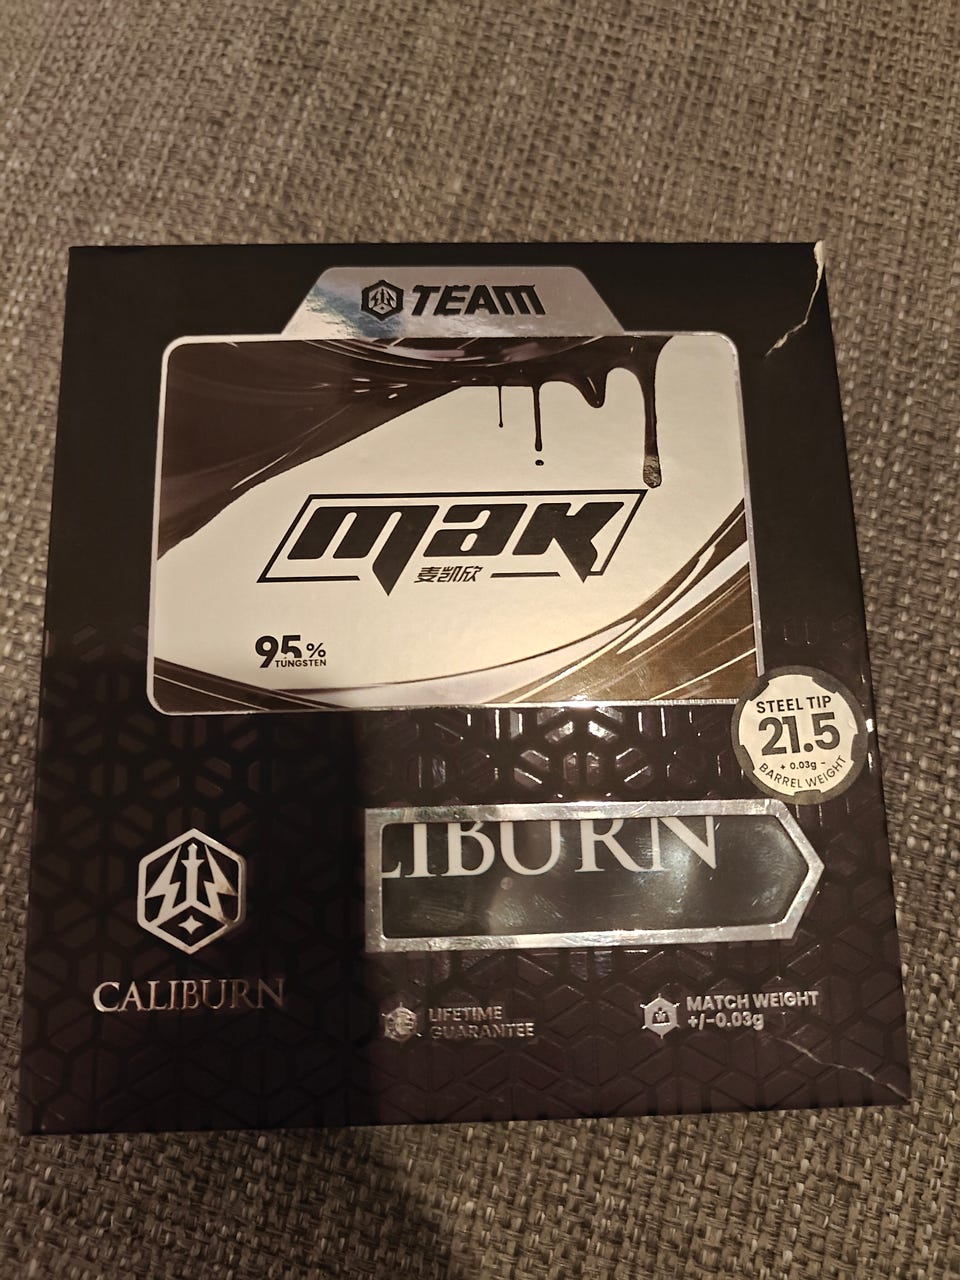 TEAM
mak
麦凯欣
95%
TUNGSTEN
STEEL TIP
21.5
+ 0.03g -
BARREL WEIGHT
LIBURN
CALIBURN
LIFETIME
GUARANTEE
MATCH WEIGHT
+/-0.03g